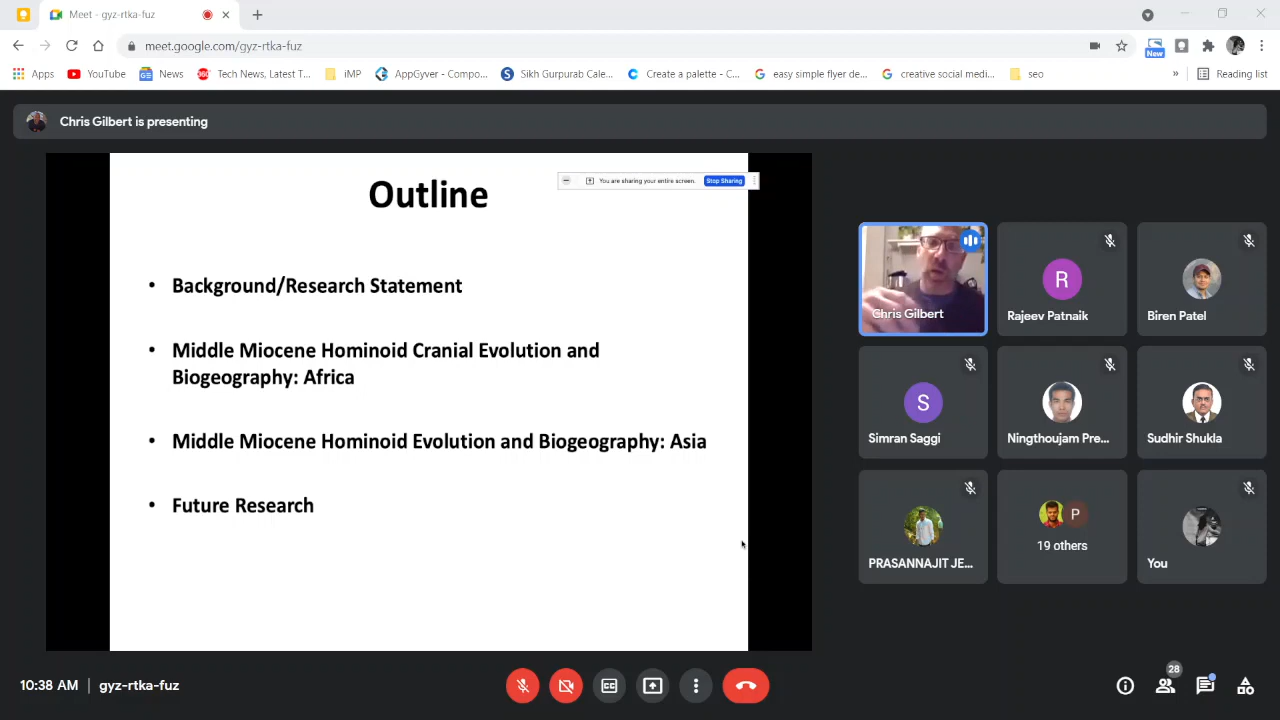 Meet - gyz-rtka-fuz
meet.google.com/gyz-rtka-fuz
New
Apps
YouTube
News
Tech News, Latest T...
iMP
AppGyver - Compo...
Sikh Gurpurab Cale...
Create a palette - C...
easy simple flyer de...
creative social medi...
seo
»
Reading list
Chris Gilbert is presenting
Outline
You are sharing your entire screen.
Stop Sharing
• Background/Research Statement
• Middle Miocene Hominoid Cranial Evolution and
Biogeography: Africa
• Middle Miocene Hominoid Evolution and Biogeography: Asia
• Future Research
Chris Gilbert
R
Rajeev Patnaik
Biren Patel
S
Simran Saggi
Ningthoujam Pre...
Sudhir Shukla
PRASANNAJIT JE...
P
19 others
You
10:38 AM | gyz-rtka-fuz
CC
28